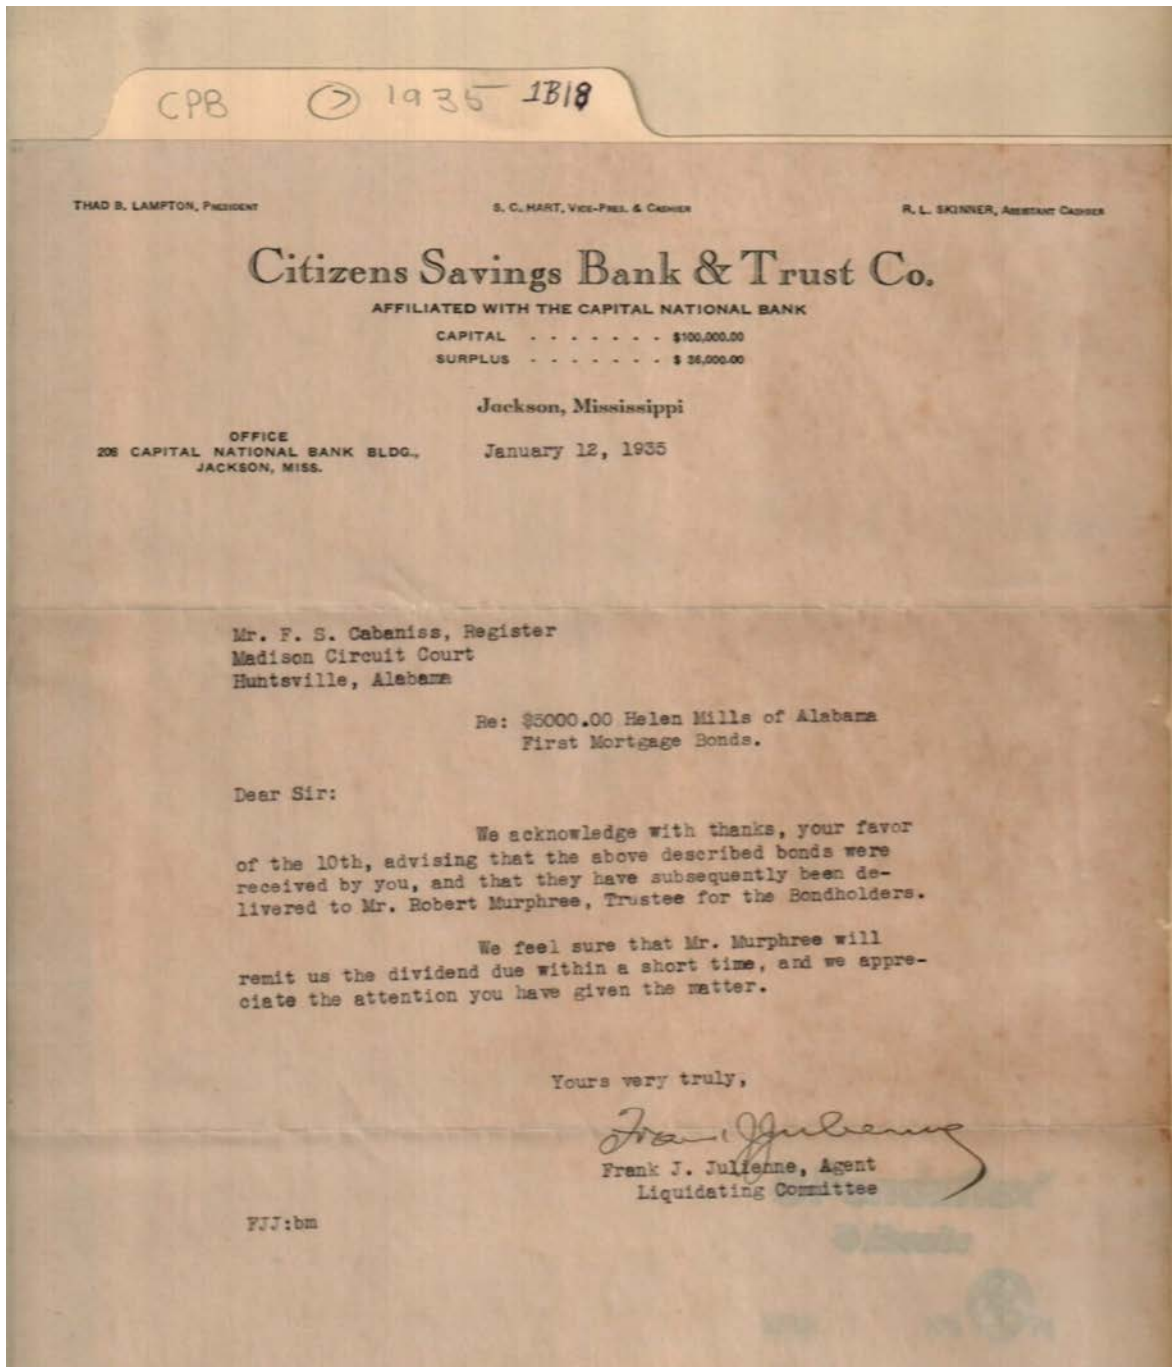 CPB 1935 1B18
THAD B. LAMPTON, PRESIDENT S. C. HART, VICE-PRES. & CASHIER R. L. SKINNER, ASSISTANT CASHIER
Citizens Savings Bank & Trust Co.
AFFILIATED WITH THE CAPITAL NATIONAL BANK
CAPITAL - - - - - - - $100,000.00
SURPLUS - - - - - - - $
Jackson, Mississippi
OFFICE
206 CAPITAL NATIONAL BANK BLDG.,
JACKSON, MISS.
January 12, 1935
Mr. F. S. Cabaniss, Register
Madison Circuit Court
Huntsville, Alabama
Re: $5000.00 Helen Mills of Alabama
First Mortgage Bonds.
Dear Sir:
We acknowledge with thanks, your favor
of the 10th, advising that the above described bonds were
received by you, and that they have subsequently been de-
livered to Mr. Robert Murphree, Trustee for the Bondholders.
We feel sure that Mr. Murphree will
remit us the dividend due within a short time, and we appre-
ciate the attention you have given the matter.
Yours very truly,
Frank J. Julienne
Frank J. Julienne, Agent
Liquidating Committee
FJJ:bm